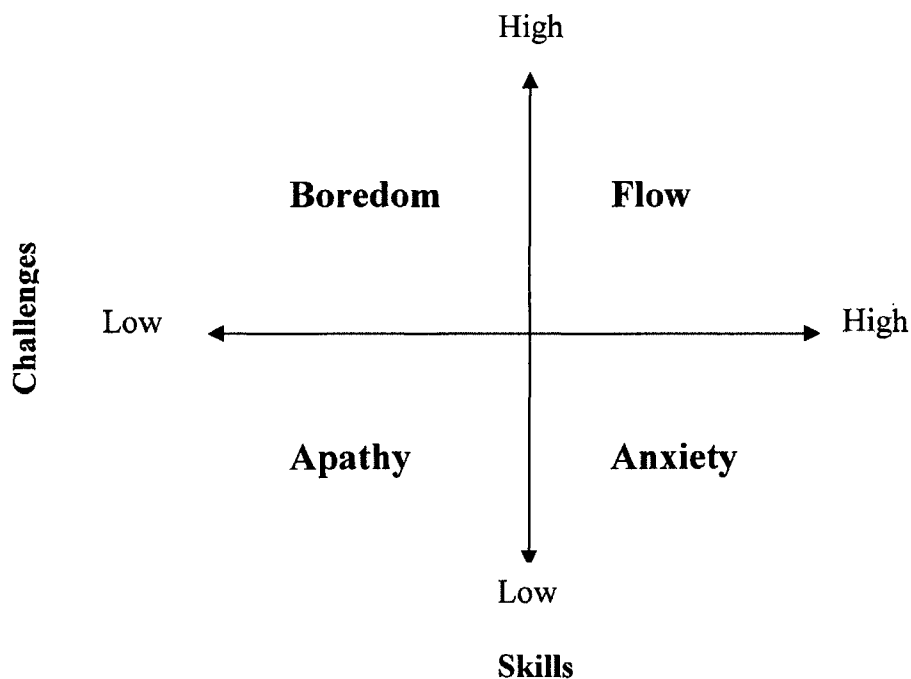 High
Boredom Flow
Challenges
Low High
Apathy Anxiety
Low
Skills